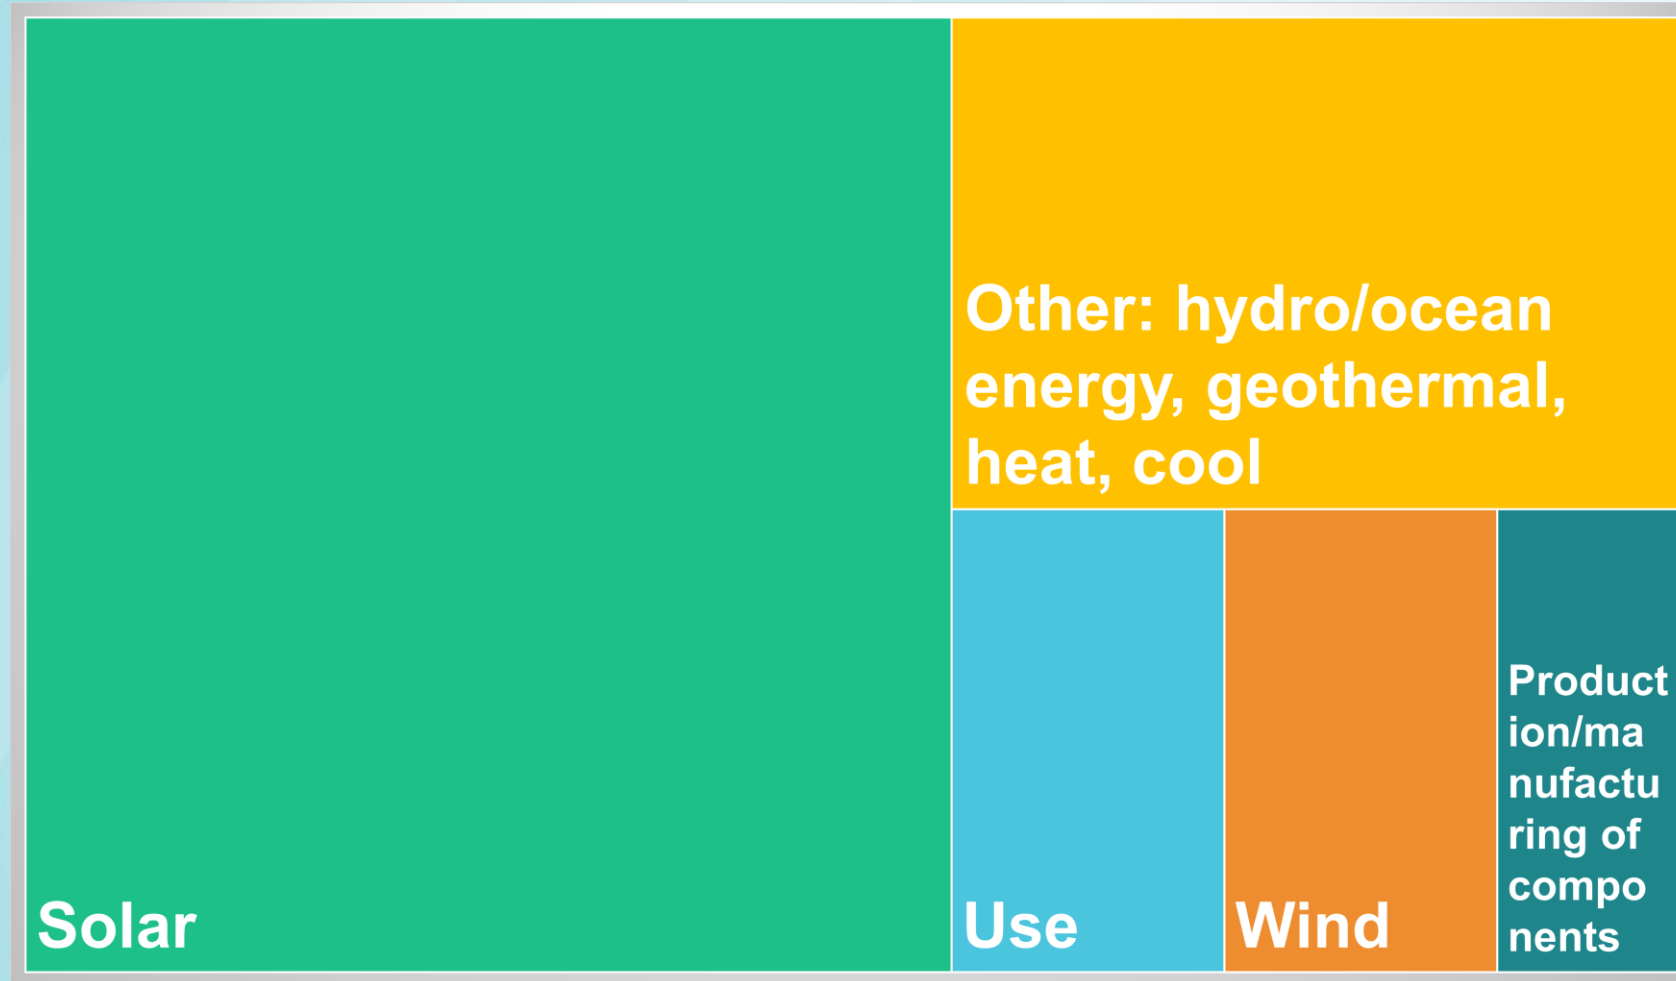 Other: hydro/ocean
energy, geothermal,
heat, cool
Solar
Use
Wind
Product
ion/ma
nufactu
ring of
compo
nents